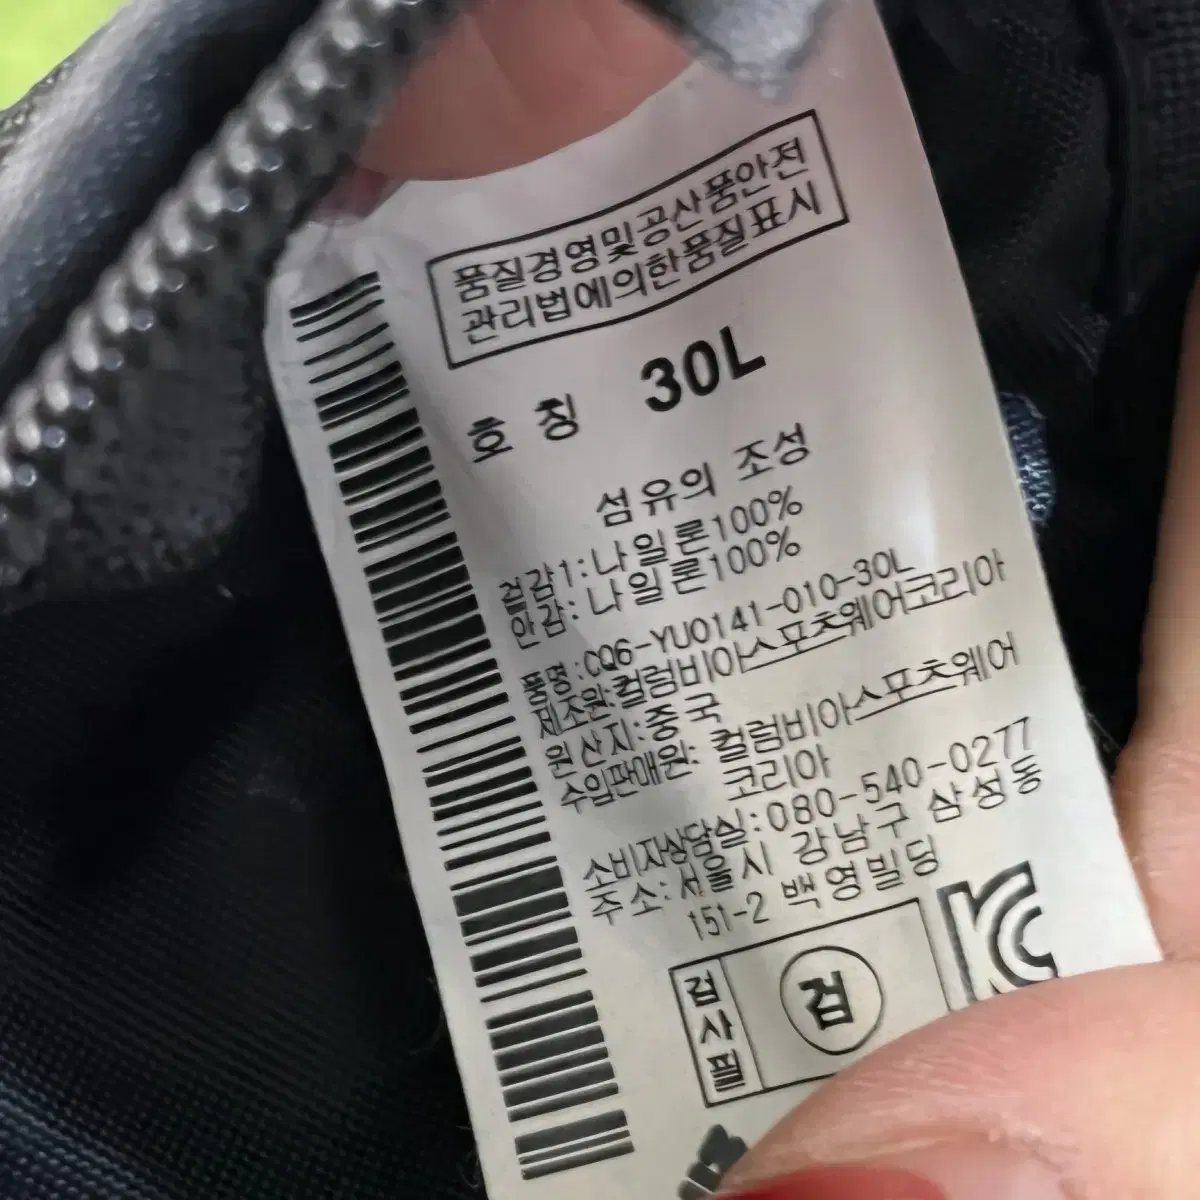 품질경영및공산품안전
관리법에의한품질표시
호 칭 30L
섬유의 조성
겉감1:나일론100%
안감:나일론100%
품명:CQ6-YU0141-010-30L
제조원:컬럼비아스포츠웨어코리아
원산지:중국
수입판매원: 컬럼비아스포츠웨어
코리아
소비자상담실:080-540-0277
주소:서울시 강남구 삼성동
151-2 백영빌딩
검사필
검
KC